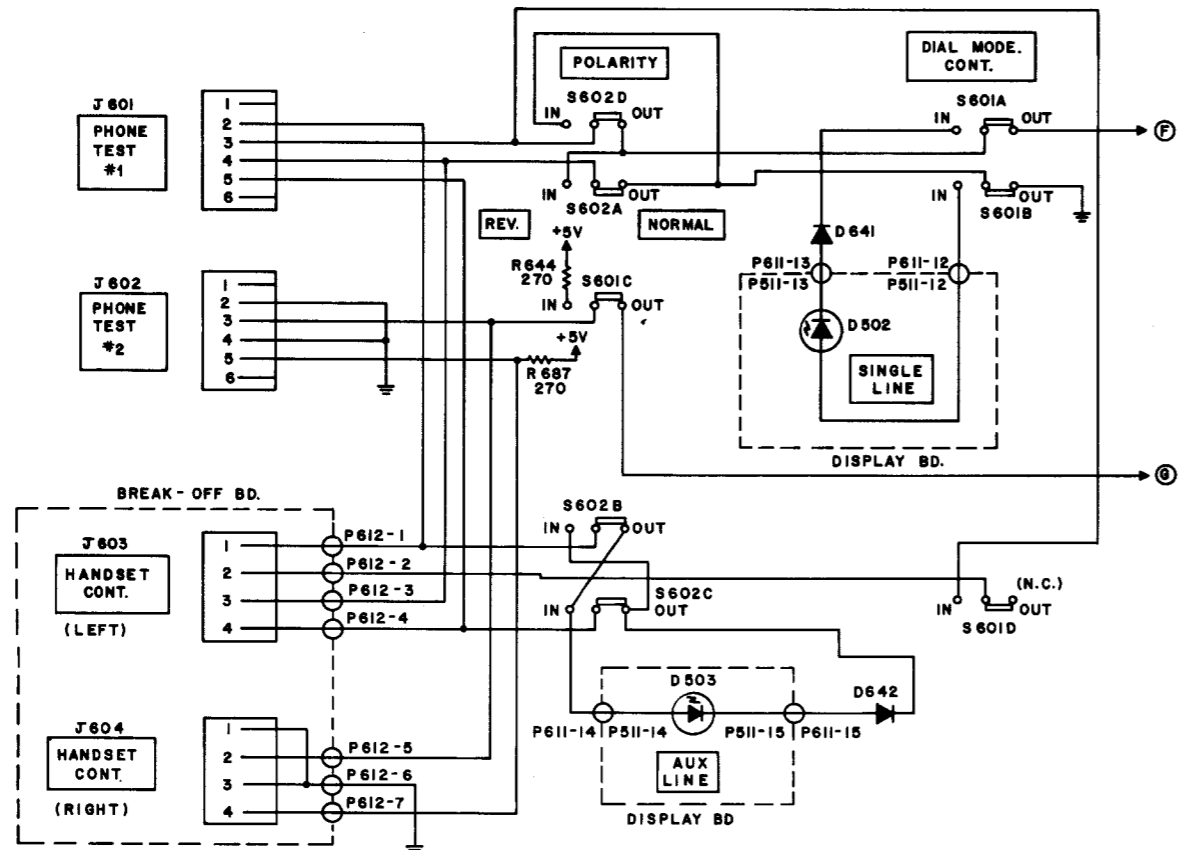 POLARITY
DIAL MODE.
CONT.
J601
PHONE
TEST
#1
1
2
3
4
5
6
S602D
IN
OUT
S601A
IN
OUT
F
IN
OUT
S602A
IN
OUT
S601B
REV.
NORMAL
+5V
R644
270
S601C
IN
OUT
D641
P611-13
P511-13
P611-12
P511-12
J602
PHONE
TEST
#2
1
2
3
4
5
6
+5V
R687
270
D502
SINGLE
LINE
DISPLAY BD.
G
BREAK-OFF BD.
J603
HANDSET
CONT.
(LEFT)
1
2
3
4
P612-1
P612-2
P612-3
P612-4
S602B
IN
OUT
S602C
IN
OUT
(N.C.)
IN
OUT
S601D
D503
D642
P611-14
P511-14
P511-15
P611-15
AUX
LINE
DISPLAY BD
J604
HANDSET
CONT.
(RIGHT)
1
2
3
4
P612-5
P612-6
P612-7